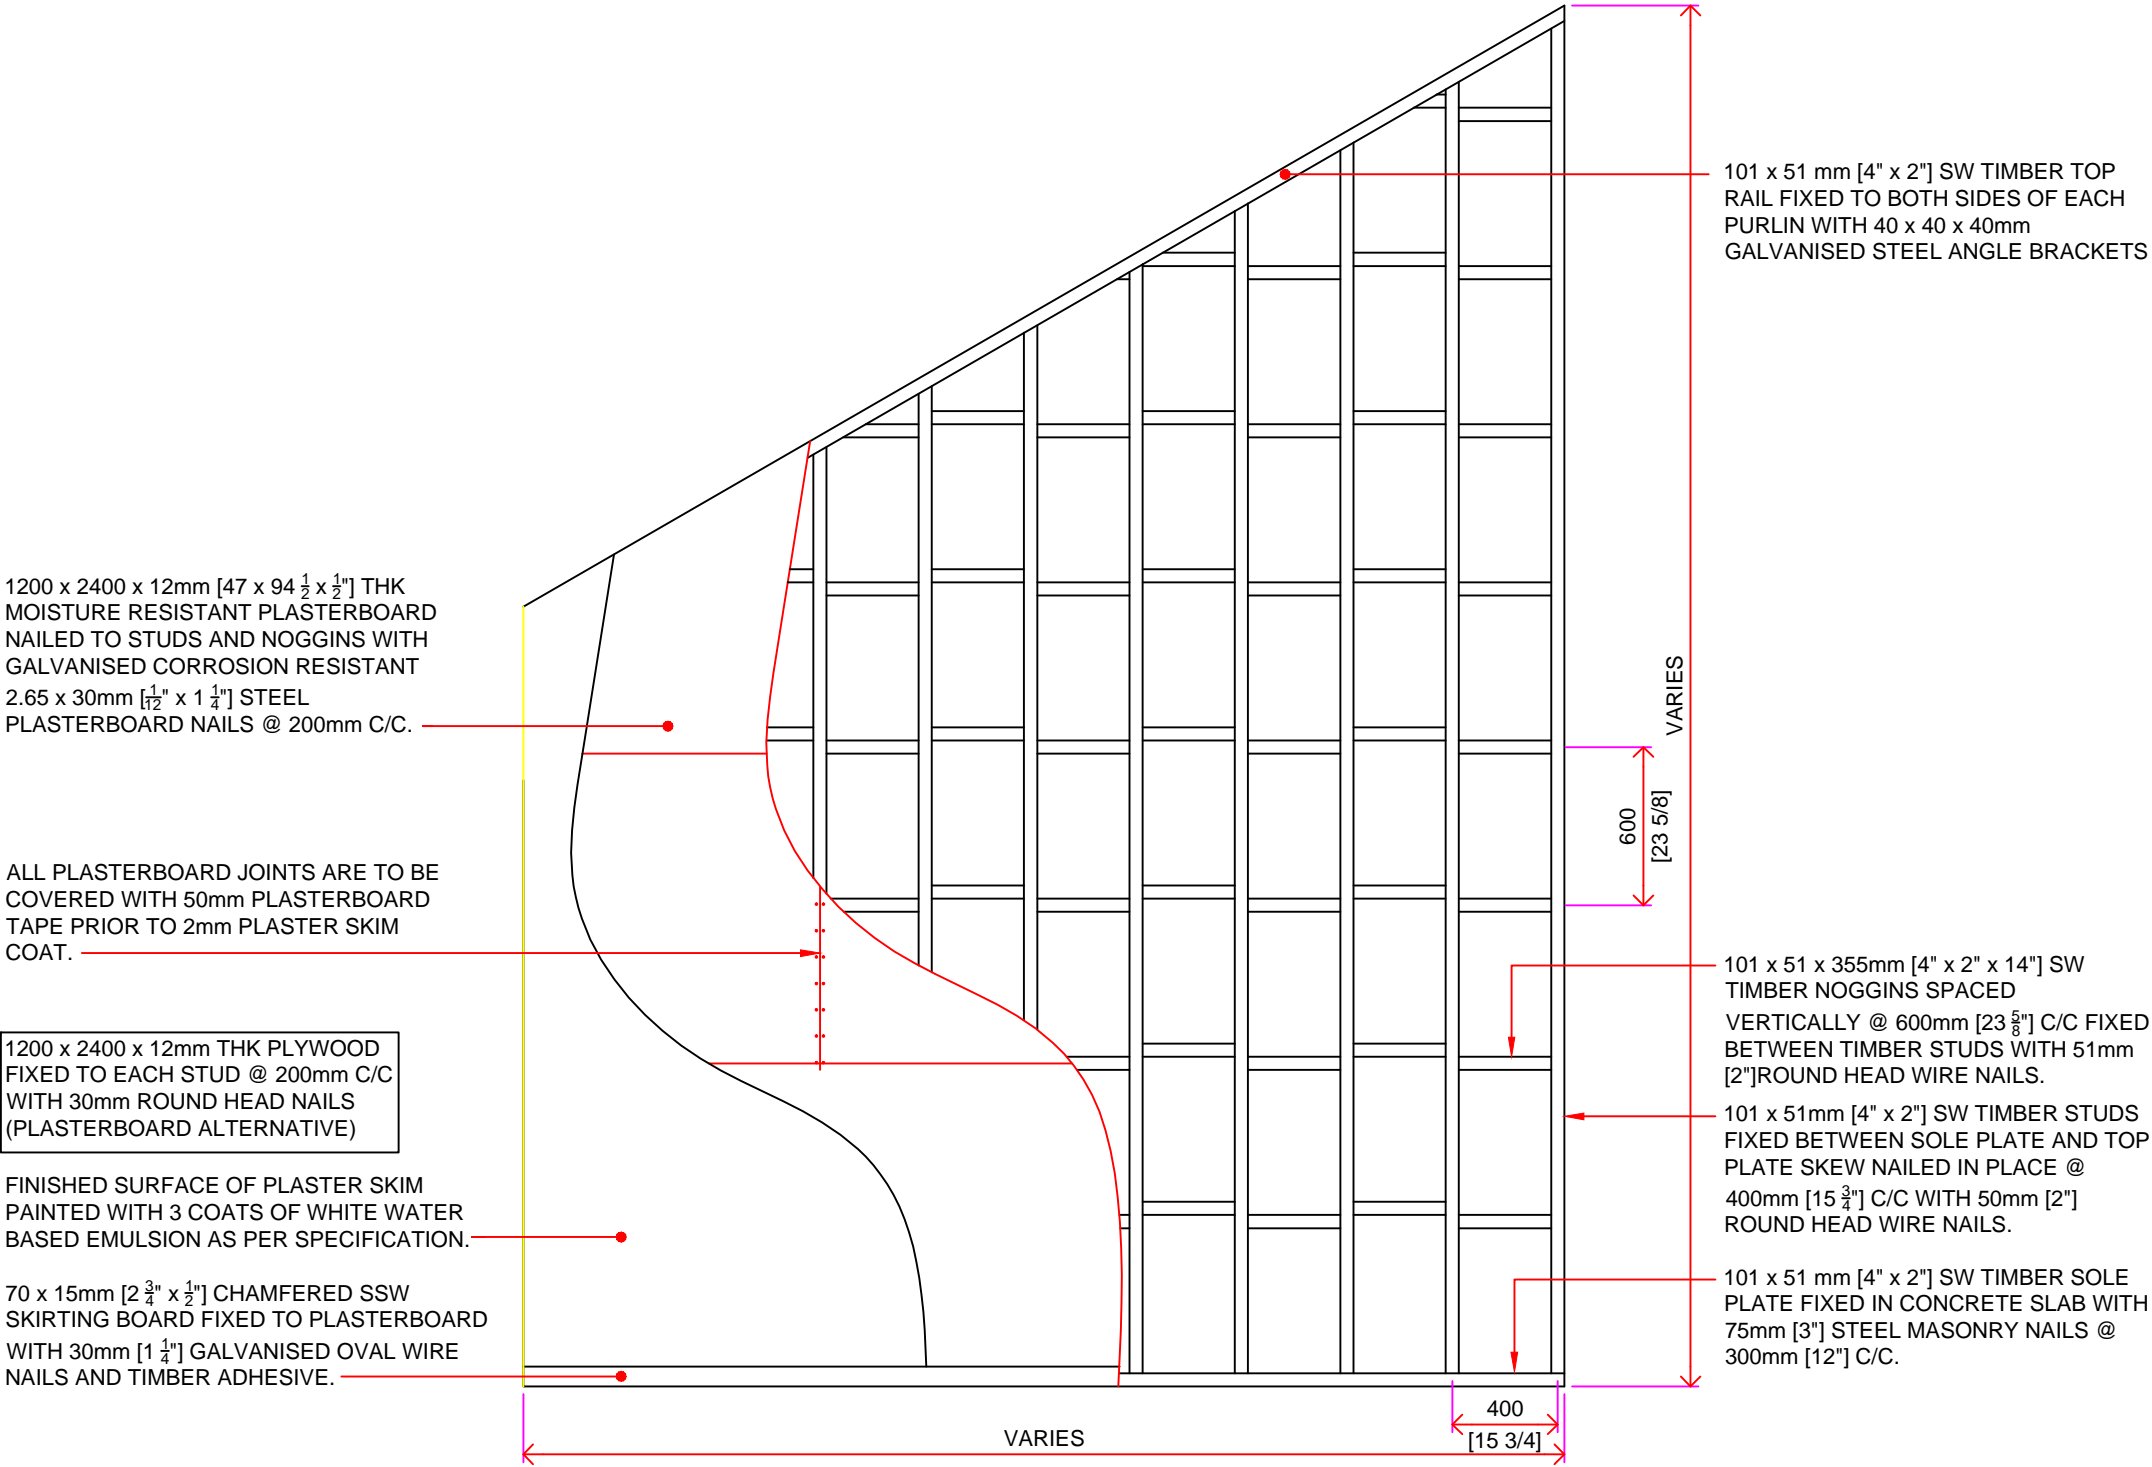 1200 x 2400 x 12mm [47 x 94 1/2 x 1/2"] THK
MOISTURE RESISTANT PLASTERBOARD
NAILED TO STUDS AND NOGGINS WITH
GALVANISED CORROSION RESISTANT
2.65 x 30mm [1/12" x 1 1/4"] STEEL
PLASTERBOARD NAILS @ 200mm C/C.
ALL PLASTERBOARD JOINTS ARE TO BE
COVERED WITH 50mm PLASTERBOARD
TAPE PRIOR TO 2mm PLASTER SKIM
COAT.
1200 x 2400 x 12mm THK PLYWOOD
FIXED TO EACH STUD @ 200mm C/C
WITH 30mm ROUND HEAD NAILS
(PLASTERBOARD ALTERNATIVE)
FINISHED SURFACE OF PLASTER SKIM
PAINTED WITH 3 COATS OF WHITE WATER
BASED EMULSION AS PER SPECIFICATION.
70 x 15mm [2 3/4" x 1/2"] CHAMFERED SSW
SKIRTING BOARD FIXED TO PLASTERBOARD
WITH 30mm [1 1/4"] GALVANISED OVAL WIRE
NAILS AND TIMBER ADHESIVE.
101 x 51 mm [4" x 2"] SW TIMBER TOP
RAIL FIXED TO BOTH SIDES OF EACH
PURLIN WITH 40 x 40 x 40mm
GALVANISED STEEL ANGLE BRACKETS
VARIES
600
[23 5/8]
101 x 51 x 355mm [4" x 2" x 14"] SW
TIMBER NOGGINS SPACED
VERTICALLY @ 600mm [23 5/8"] C/C FIXED
BETWEEN TIMBER STUDS WITH 51mm
[2"]ROUND HEAD WIRE NAILS.
101 x 51mm [4" x 2"] SW TIMBER STUDS
FIXED BETWEEN SOLE PLATE AND TOP
PLATE SKEW NAILED IN PLACE @
400mm [15 3/4"] C/C WITH 50mm [2"]
ROUND HEAD WIRE NAILS.
101 x 51 mm [4" x 2"] SW TIMBER SOLE
PLATE FIXED IN CONCRETE SLAB WITH
75mm [3"] STEEL MASONRY NAILS @
300mm [12"] C/C.
400
[15 3/4]
VARIES